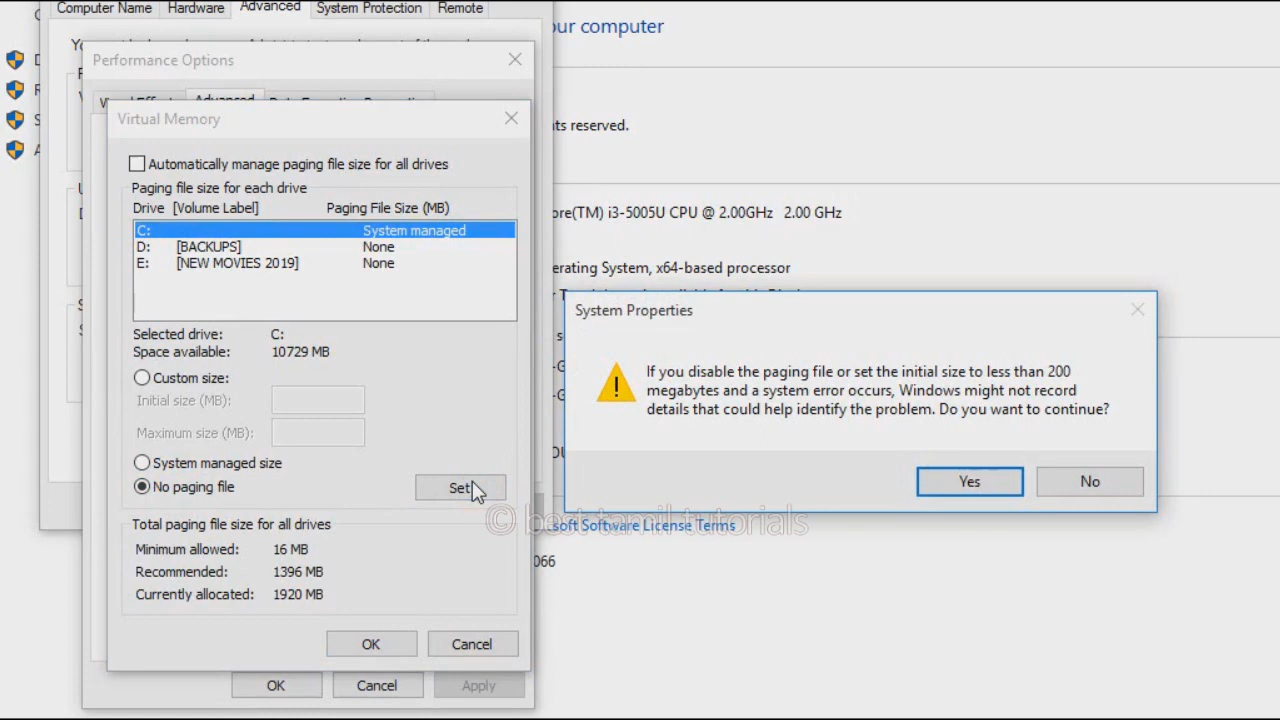 Computer Name Hardware Advanced System Protection Remote
our computer
Performance Options
Advanced
ts reserved.
Virtual Memory
Automatically manage paging file size for all drives
Paging file size for each drive
Drive [Volume Label] Paging File Size (MB)
C: System managed
D: [BACKUPS] None
E: [NEW MOVIES 2019] None
Selected drive: C:
Space available: 10729 MB
Custom size:
Initial size (MB):
Maximum size (MB):
System managed size
No paging file
Set
Total paging file size for all drives
Minimum allowed: 16 MB
Recommended: 1396 MB
Currently allocated: 1920 MB
OK Cancel
OK Cancel Apply
ore(TM) i3-5005U CPU @ 2.00GHz 2.00 GHz
erating System, x64-based processor
System Properties
If you disable the paging file or set the initial size to less than 200
megabytes and a system error occurs, Windows might not record
details that could help identify the problem. Do you want to continue?
Yes No
© best tamil tutorials
soft Software License Terms
066